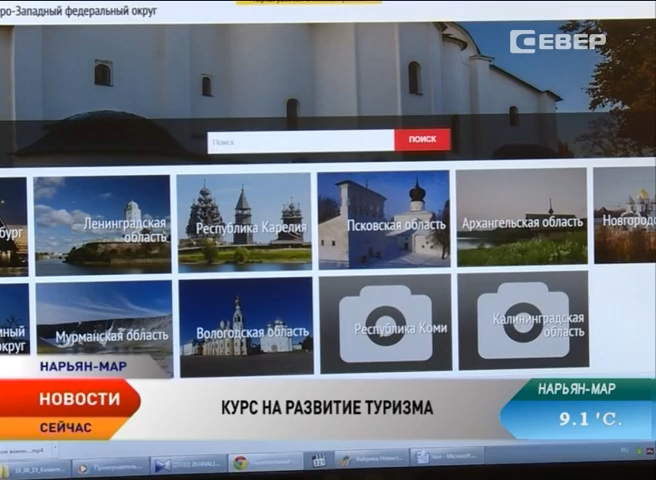 ро-Западный федеральный округ
СЕВЕР
Поиск
ПОИСК
бург
Ленинградская
область
Республика Карелия
Псковская область
Архангельская область
Новгород
ный
округ
Мурманская область
Вологодская область
Республика Коми
Калининградская
область
НАРЬЯН-МАР
НОВОСТИ
СЕЙЧАС
КУРС НА РАЗВИТИЕ ТУРИЗМА
НАРЬЯН-МАР
9.1 °C.